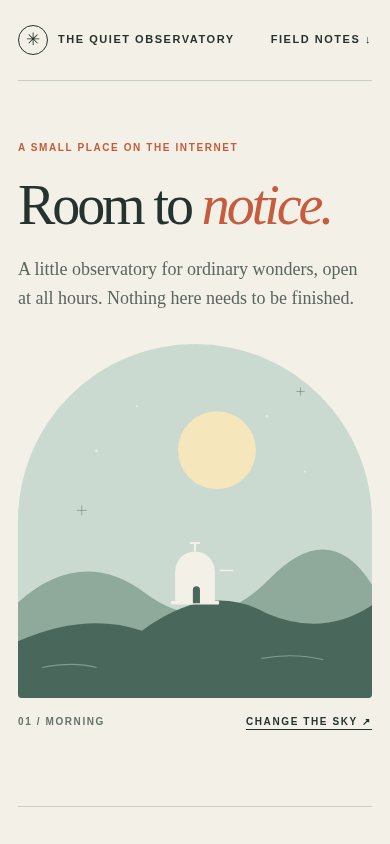 THE QUIET OBSERVATORY
FIELD NOTES ↓
A SMALL PLACE ON THE INTERNET
Room to notice.
A little observatory for ordinary wonders, open
at all hours. Nothing here needs to be finished.
01 / MORNING
CHANGE THE SKY ↗